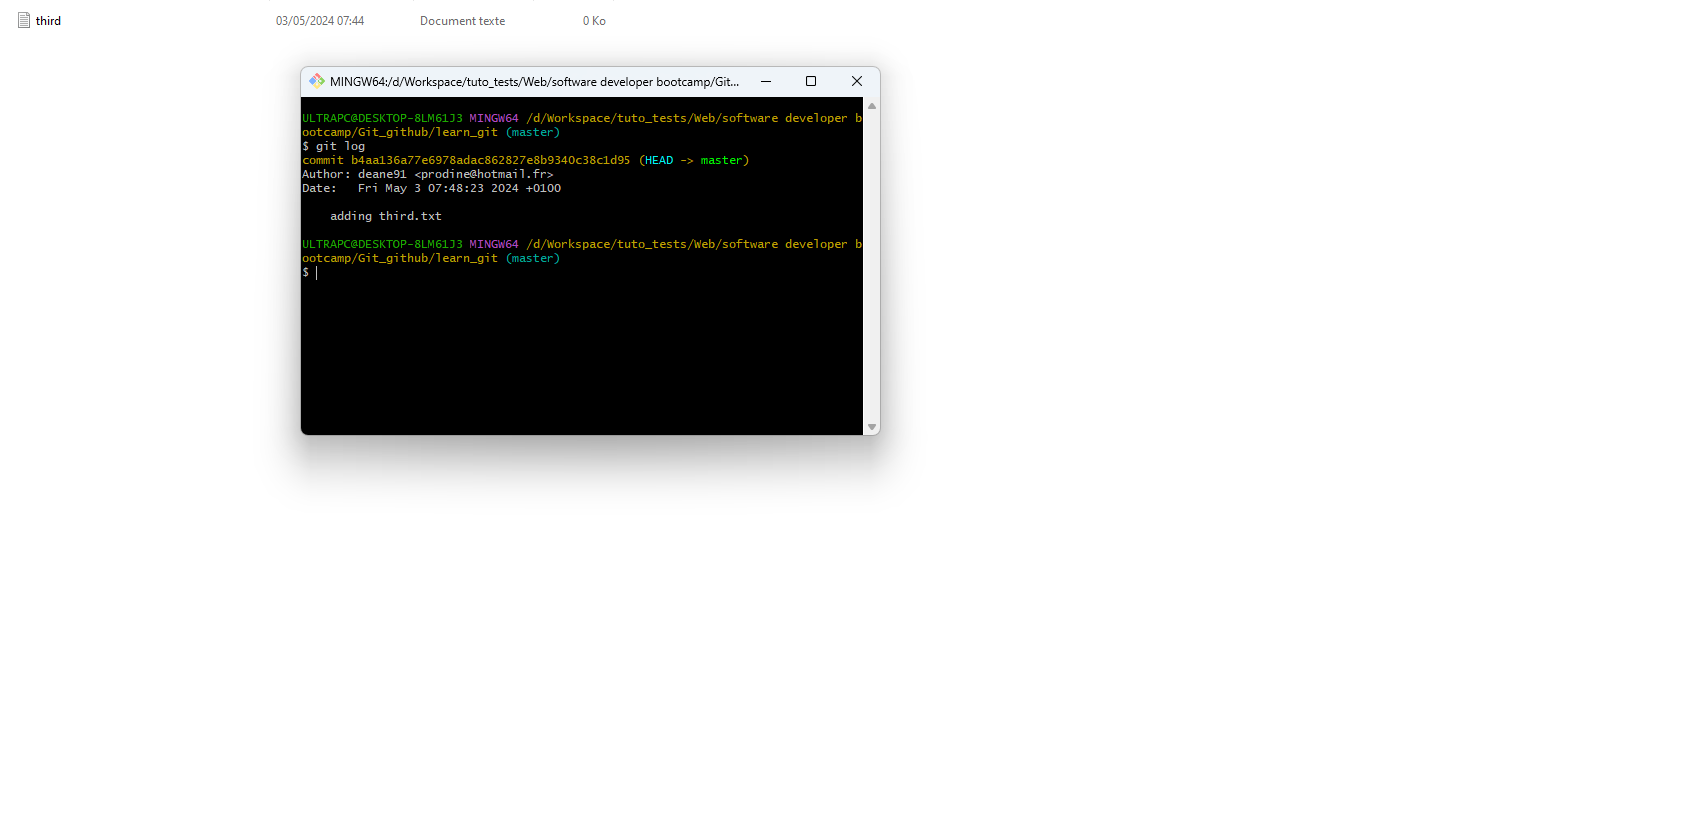 third 03/05/2024 07:44 Document texte 0 Ko
MINGW64:/d/Workspace/tuto_tests/Web/software developer bootcamp/Git...
ULTRAPC@DESKTOP-8LM61J3 MINGW64 /d/Workspace/tuto_tests/Web/software developer b
ootcamp/Git_github/learn_git (master)
$ git log
commit b4aa136a77e6978adac862827e8b9340c38c1d95 (HEAD -> master)
Author: deane91 <prodine@hotmail.fr>
Date:   Fri May 3 07:48:23 2024 +0100
    adding third.txt
ULTRAPC@DESKTOP-8LM61J3 MINGW64 /d/Workspace/tuto_tests/Web/software developer b
ootcamp/Git_github/learn_git (master)
$